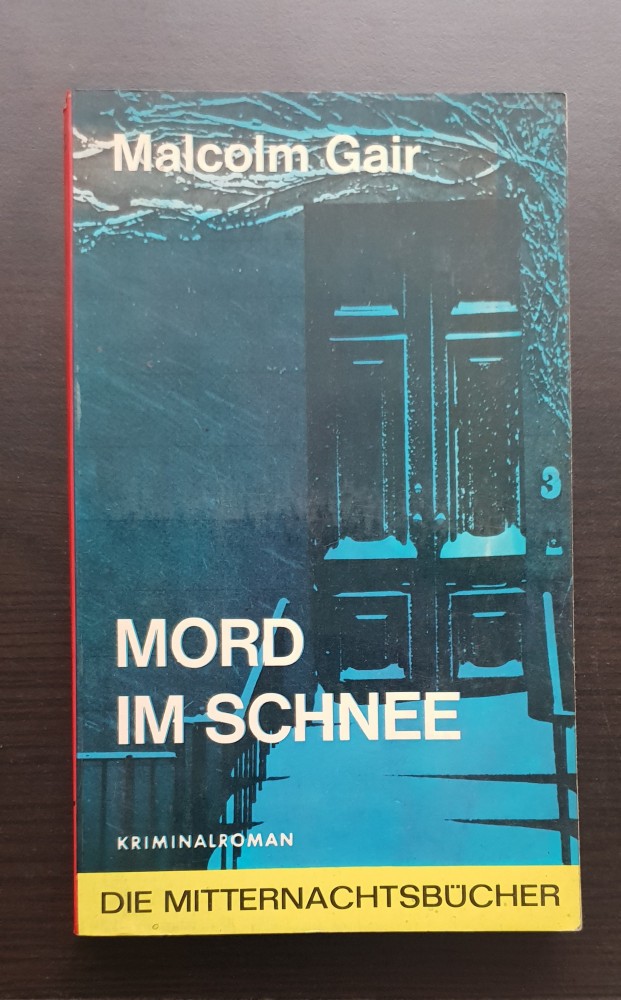 Malcolm Gair
3
MORD
IM SCHNEE
KRIMINALROMAN
DIE MITTERNACHTSBÜCHER